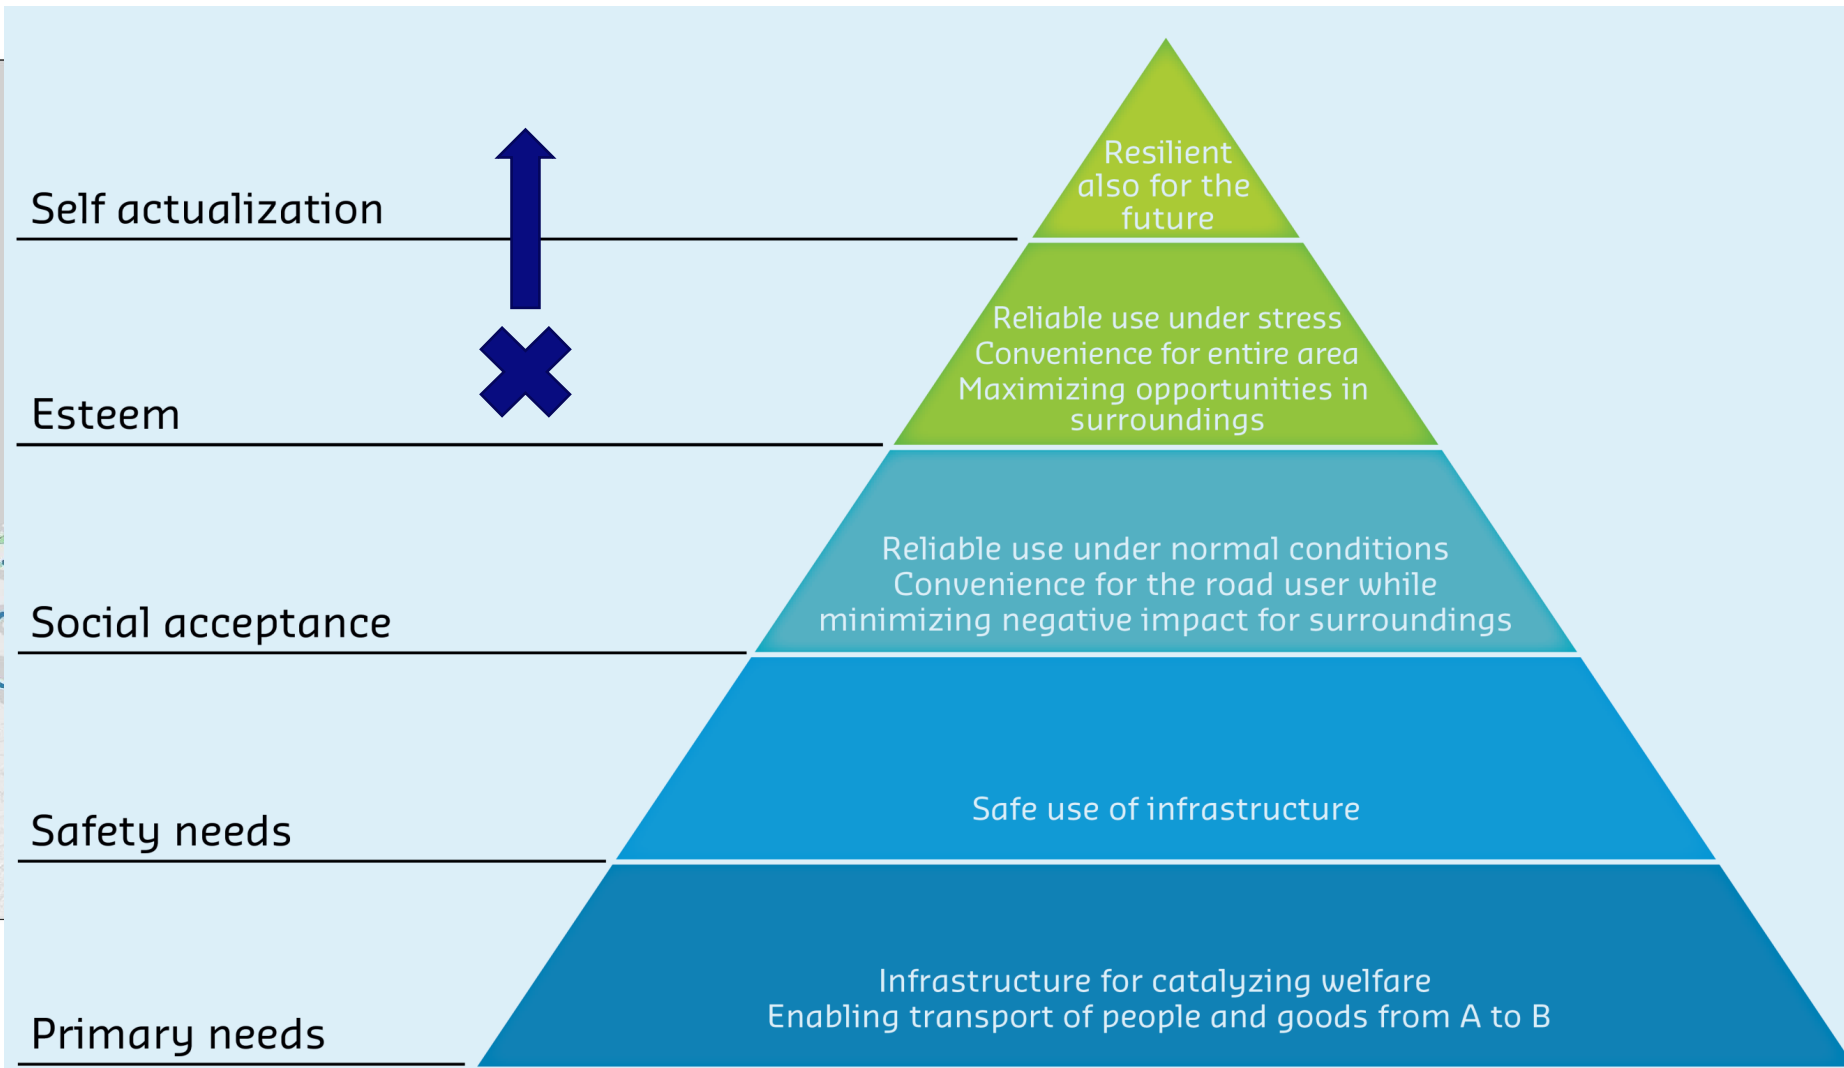 Self actualization
Resilient
also for the
future
Esteem
Reliable use under stress
Convenience for entire area
Maximizing opportunities in
surroundings
Social acceptance
Reliable use under normal conditions
Convenience for the road user while
minimizing negative impact for surroundings
Safety needs
Safe use of infrastructure
Primary needs
Infrastructure for catalyzing welfare
Enabling transport of people and goods from A to B